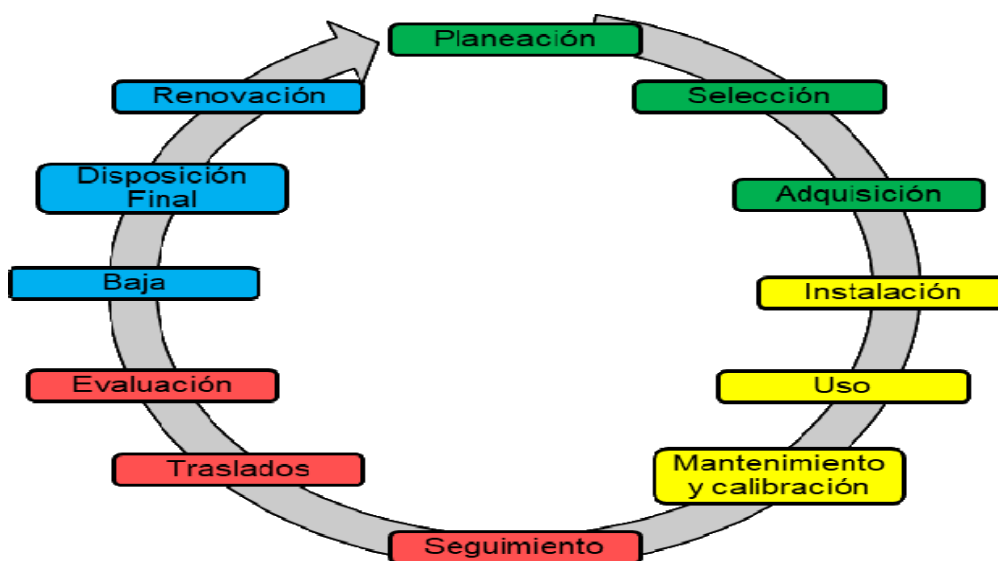 Planeación
Selección
Adquisición
Instalación
Uso
Mantenimiento
y calibración
Seguimiento
Traslados
Evaluación
Baja
Disposición
Final
Renovación